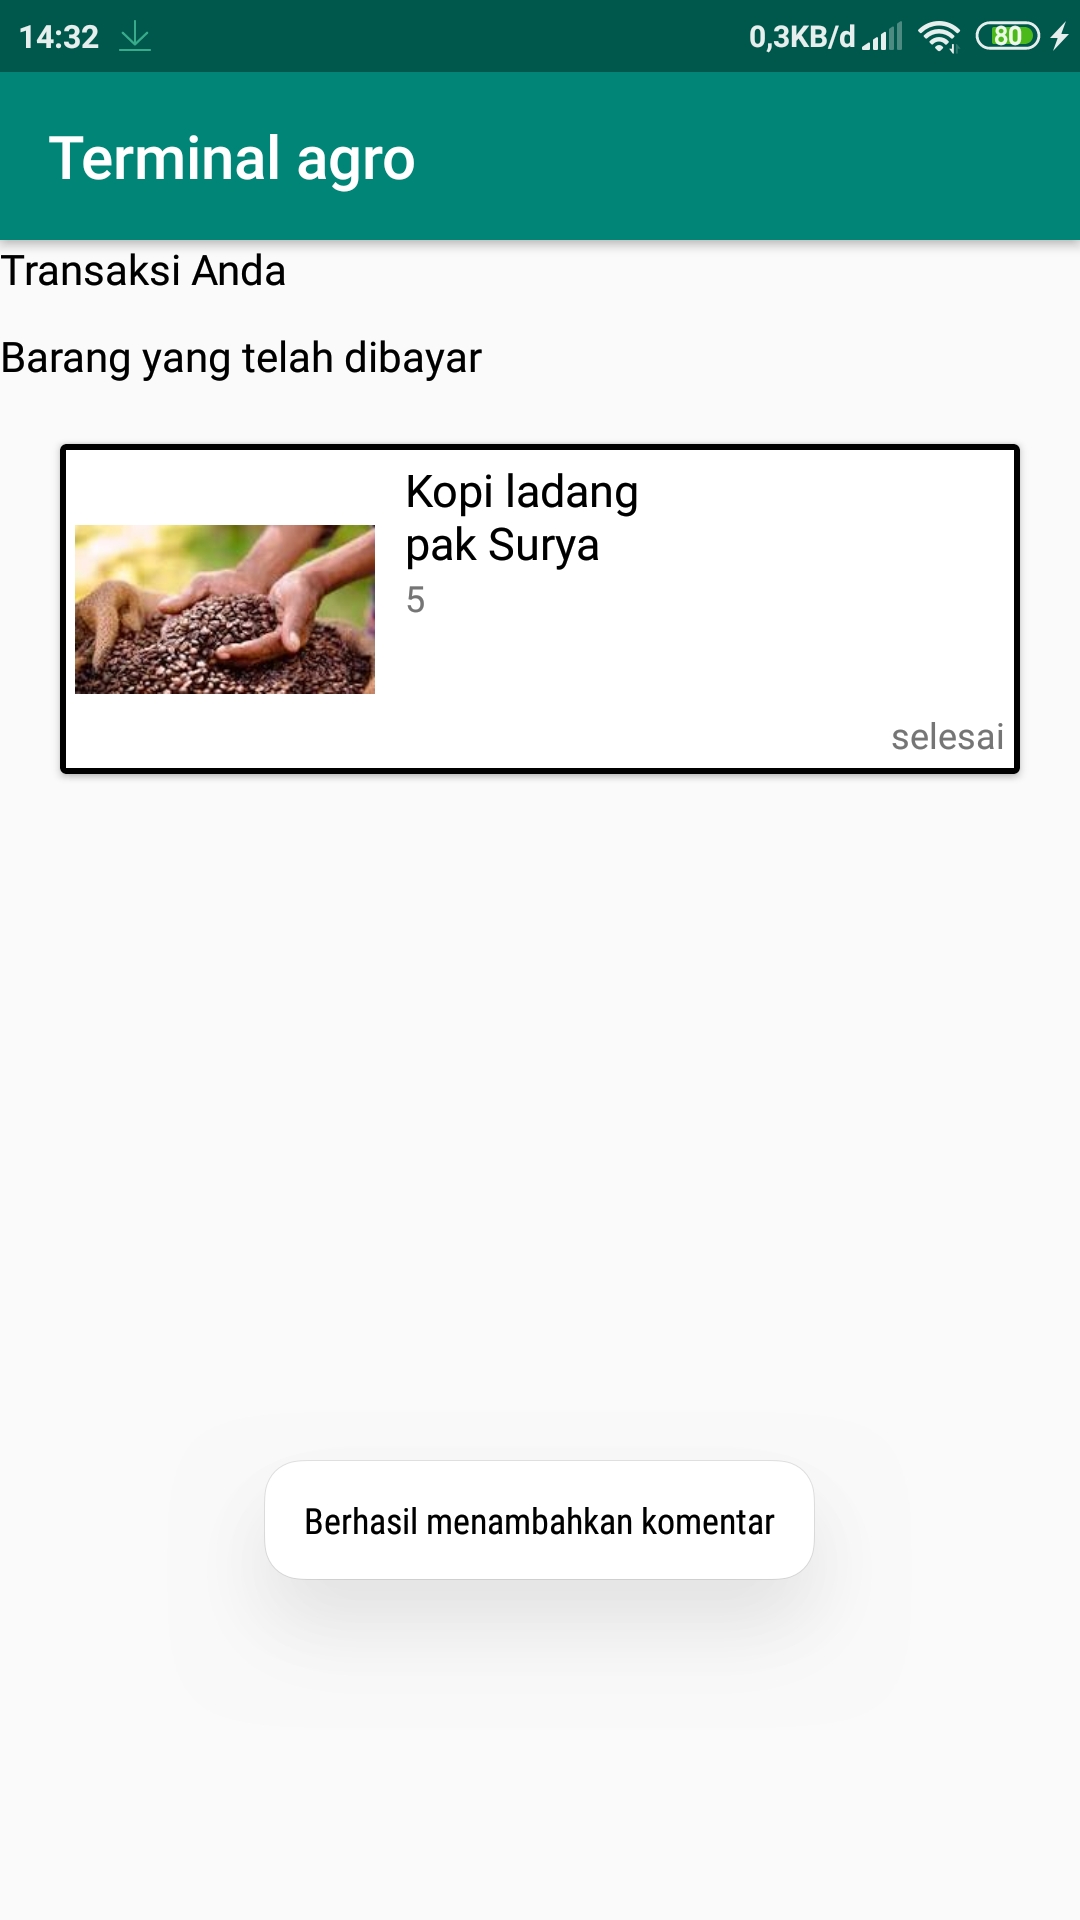 14:32 0,3KB/d 80
Terminal agro
Transaksi Anda
Barang yang telah dibayar
Kopi ladang
pak Surya
5
selesai
Berhasil menambahkan komentar